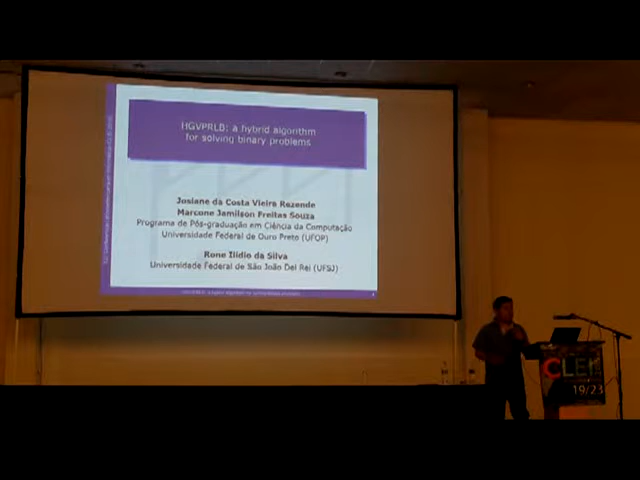 HGVPRLB: a hybrid algorithm
for solving binary problems
Josiane da Costa Vieira Rezende
Marcone Jamilson Freitas Souza
Programa de Pós-graduação em Ciência da Computação
Universidade Federal de Ouro Preto (UFOP)
Rone Ilídio da Silva
Universidade Federal de São João Del Rei (UFSJ)
CLEI
19/23